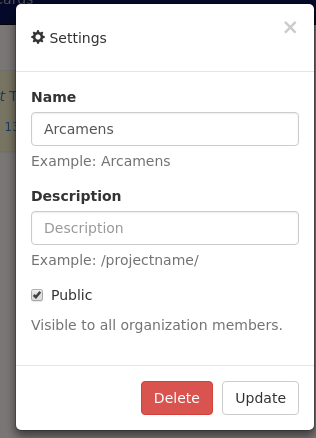 Settings
×
Name
Arcamens
Example: Arcamens
Description
Description
Example: /projectname/
Public
Visible to all organization members.
Delete
Update